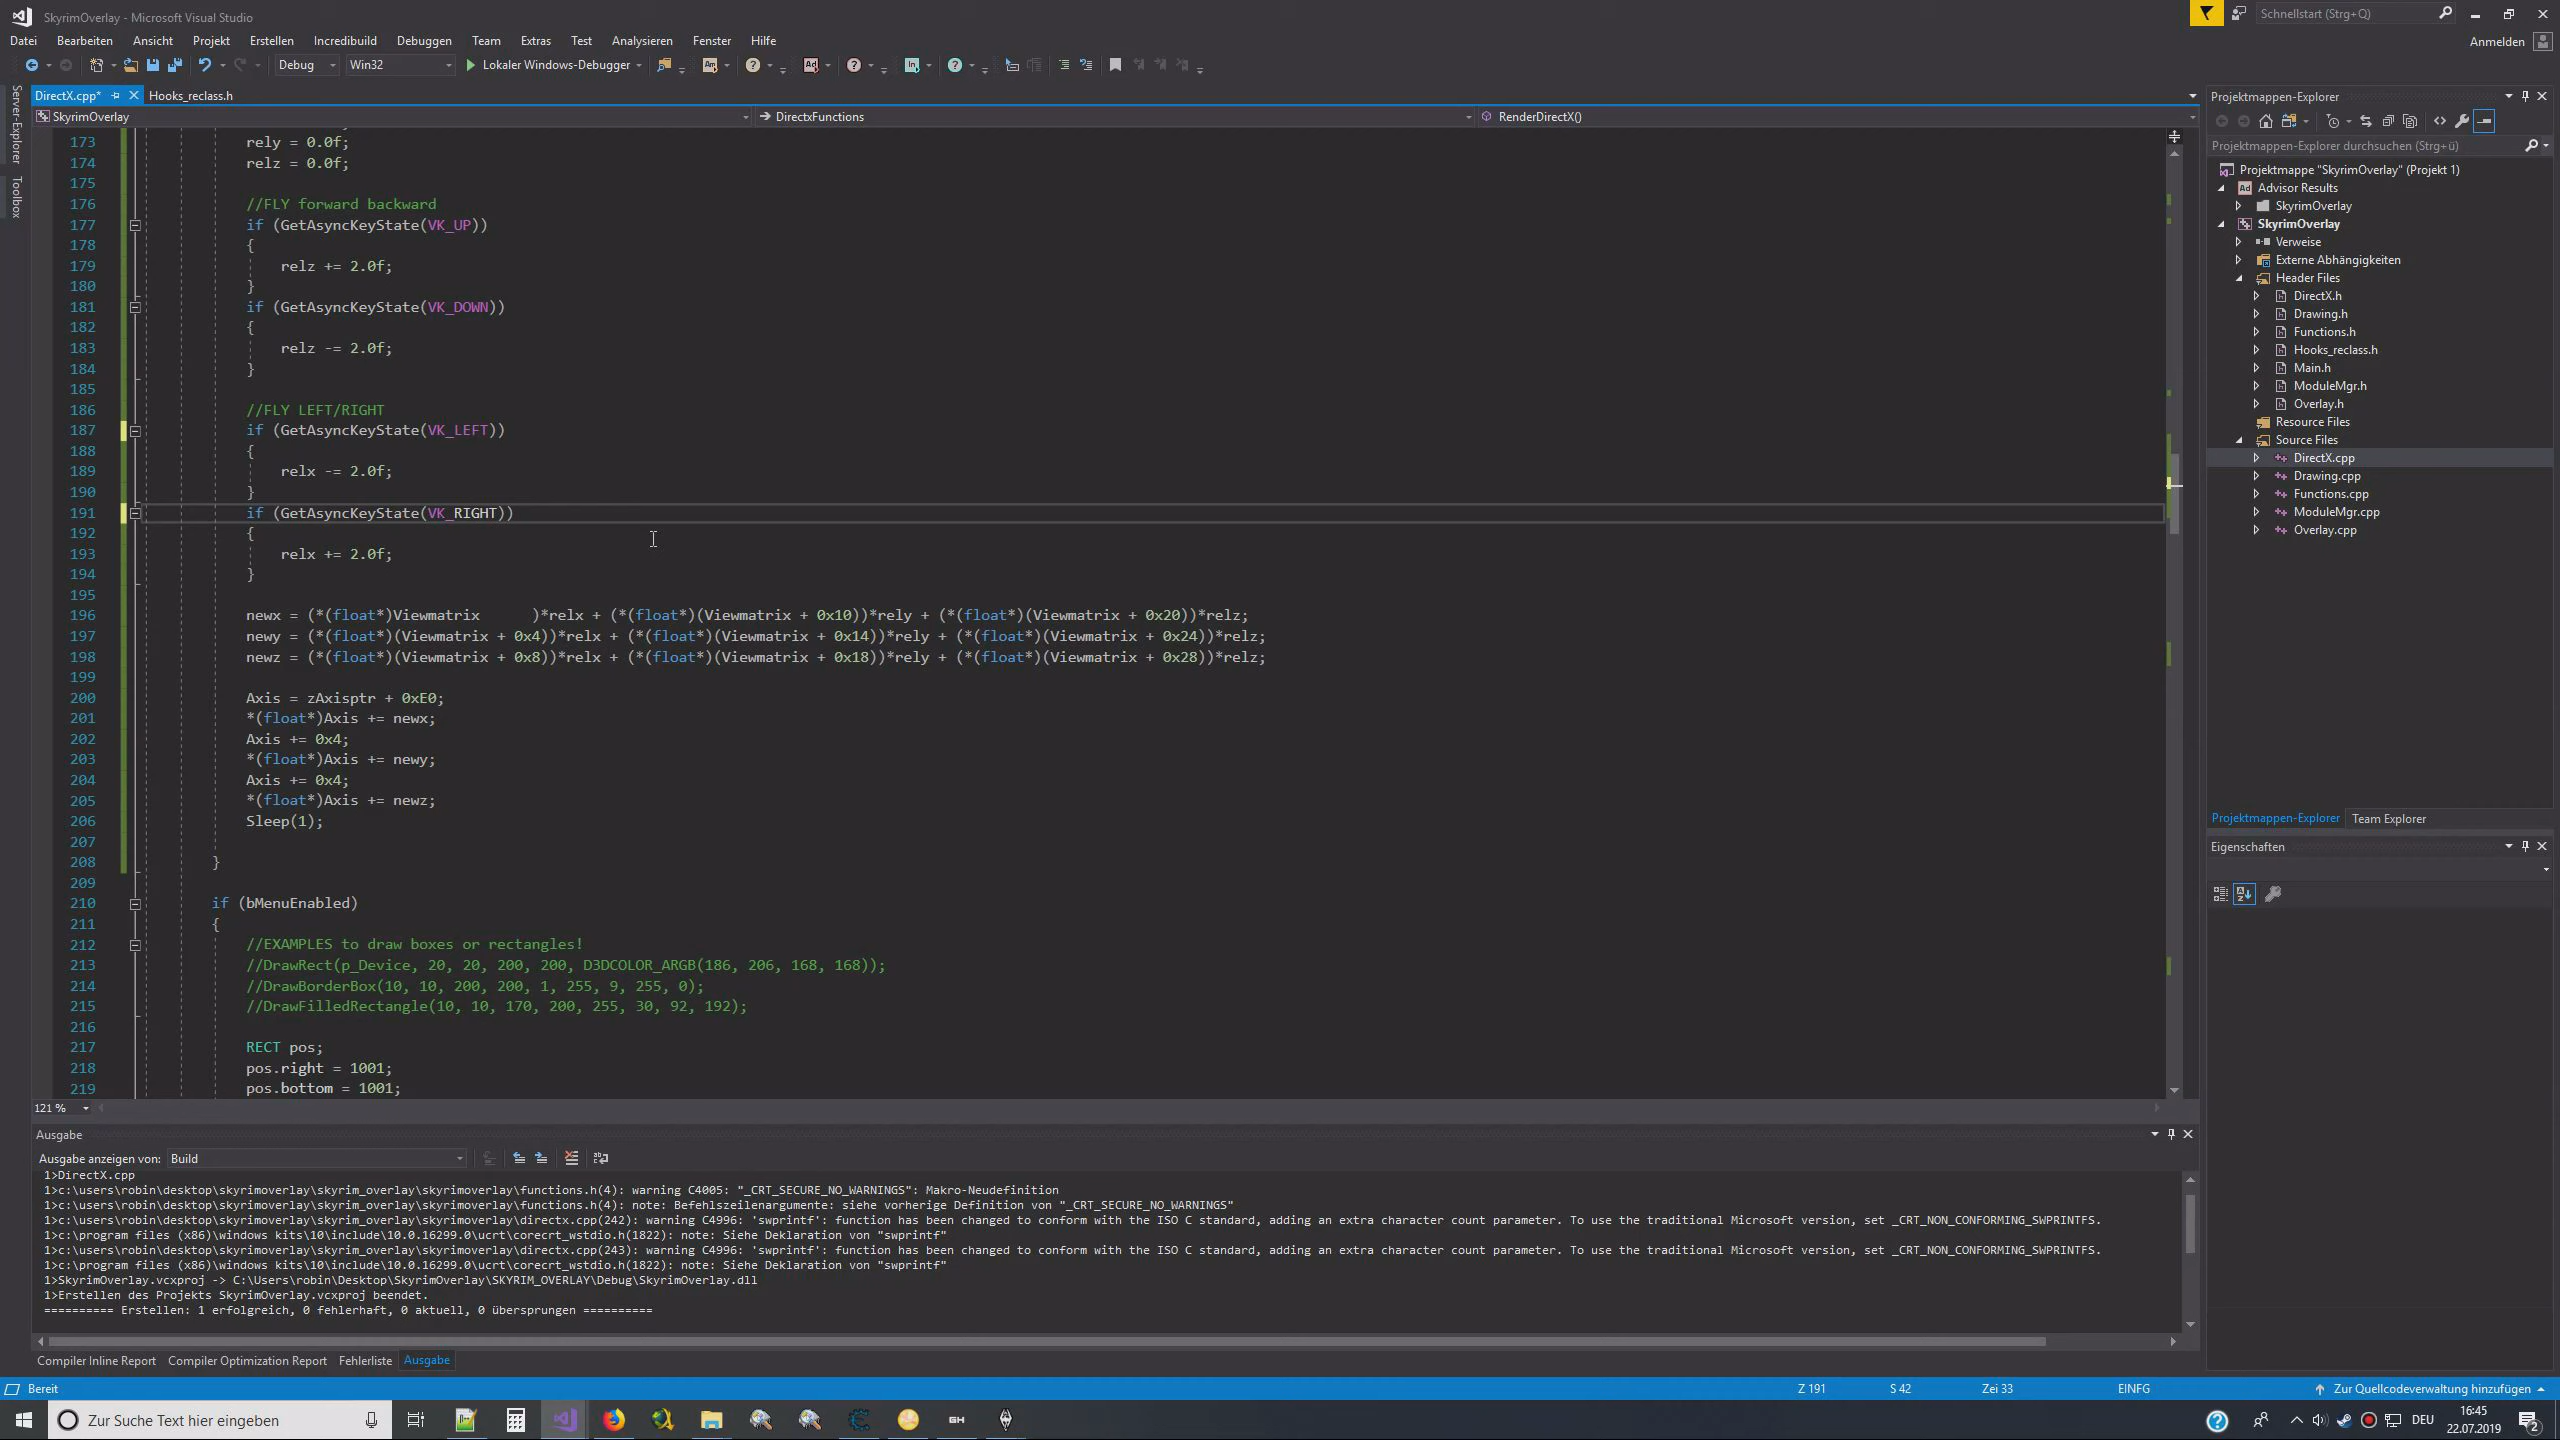 SkyrimOverlay - Microsoft Visual Studio
Schnellstart (Strg+Q)
Datei Bearbeiten Ansicht Projekt Erstellen Incredibuild Debuggen Team Extras Test Analysieren Fenster Hilfe
Anmelden
Debug Win32 Lokaler Windows-Debugger
Server-Explorer
Toolbox
DirectX.cpp* Hooks_reclass.h
SkyrimOverlay DirectxFunctions RenderDirectX()
173 rely = 0.0f;
174 relz = 0.0f;
175
176 //FLY forward backward
177 if (GetAsyncKeyState(VK_UP))
178 {
179 relz += 2.0f;
180 }
181 if (GetAsyncKeyState(VK_DOWN))
182 {
183 relz -= 2.0f;
184 }
185
186 //FLY LEFT/RIGHT
187 if (GetAsyncKeyState(VK_LEFT))
188 {
189 relx -= 2.0f;
190 }
191 if (GetAsyncKeyState(VK_RIGHT))
192 {
193 relx += 2.0f;
194 }
195
196 newx = (*(float*)Viewmatrix      )*relx + (*(float*)(Viewmatrix + 0x10))*rely + (*(float*)(Viewmatrix + 0x20))*relz;
197 newy = (*(float*)(Viewmatrix + 0x4))*relx + (*(float*)(Viewmatrix + 0x14))*rely + (*(float*)(Viewmatrix + 0x24))*relz;
198 newz = (*(float*)(Viewmatrix + 0x8))*relx + (*(float*)(Viewmatrix + 0x18))*rely + (*(float*)(Viewmatrix + 0x28))*relz;
199
200 Axis = zAxisptr + 0xE0;
201 *(float*)Axis += newx;
202 Axis += 0x4;
203 *(float*)Axis += newy;
204 Axis += 0x4;
205 *(float*)Axis += newz;
206 Sleep(1);
207
208 }
209
210 if (bMenuEnabled)
211 {
212 //EXAMPLES to draw boxes or rectangles!
213 //DrawRect(p_Device, 20, 20, 200, 200, D3DCOLOR_ARGB(186, 206, 168, 168));
214 //DrawBorderBox(10, 10, 200, 200, 1, 255, 9, 255, 0);
215 //DrawFilledRectangle(10, 10, 170, 200, 255, 30, 92, 192);
216
217 RECT pos;
218 pos.right = 1001;
219 pos.bottom = 1001;
121 %
Projektmappen-Explorer
Projektmappen-Explorer durchsuchen (Strg+ü)
Projektmappe "SkyrimOverlay" (Projekt 1)
Ad Advisor Results
SkyrimOverlay
SkyrimOverlay
Verweise
Externe Abhängigkeiten
Header Files
DirectX.h
Drawing.h
Functions.h
Hooks_reclass.h
Main.h
ModuleMgr.h
Overlay.h
Resource Files
Source Files
DirectX.cpp
Drawing.cpp
Functions.cpp
ModuleMgr.cpp
Overlay.cpp
Projektmappen-Explorer Team Explorer
Eigenschaften
Ausgabe
Ausgabe anzeigen von: Build
1>DirectX.cpp
1>c:\users\robin\desktop\skyrimoverlay\skyrim_overlay\skyrimoverlay\functions.h(4): warning C4005: "_CRT_SECURE_NO_WARNINGS": Makro-Neudefinition
1>c:\users\robin\desktop\skyrimoverlay\skyrim_overlay\skyrimoverlay\functions.h(4): note: Befehlszeilenargumente: siehe vorherige Definition von "_CRT_SECURE_NO_WARNINGS"
1>c:\users\robin\desktop\skyrimoverlay\skyrim_overlay\skyrimoverlay\directx.cpp(242): warning C4996: 'swprintf': function has been changed to conform with the ISO C standard, adding an extra character count parameter. To use the traditional Microsoft version, set _CRT_NON_CONFORMING_SWPRINTFS.
1>c:\program files (x86)\windows kits\10\include\10.0.16299.0\ucrt\corecrt_wstdio.h(1822): note: Siehe Deklaration von "swprintf"
1>c:\users\robin\desktop\skyrimoverlay\skyrim_overlay\skyrimoverlay\directx.cpp(243): warning C4996: 'swprintf': function has been changed to conform with the ISO C standard, adding an extra character count parameter. To use the traditional Microsoft version, set _CRT_NON_CONFORMING_SWPRINTFS.
1>c:\program files (x86)\windows kits\10\include\10.0.16299.0\ucrt\corecrt_wstdio.h(1822): note: Siehe Deklaration von "swprintf"
1>SkyrimOverlay.vcxproj -> C:\Users\robin\Desktop\SkyrimOverlay\SKYRIM_OVERLAY\Debug\SkyrimOverlay.dll
1>Erstellen des Projekts SkyrimOverlay.vcxproj beendet.
========== Erstellen: 1 erfolgreich, 0 fehlerhaft, 0 aktuell, 0 übersprungen ==========
Compiler Inline Report Compiler Optimization Report Fehlerliste Ausgabe
Bereit Z 191 S 42 Zei 33 EINFG Zur Quellcodeverwaltung hinzufügen
Zur Suche Text hier eingeben
GH
DEU
16:45
22.07.2019
2